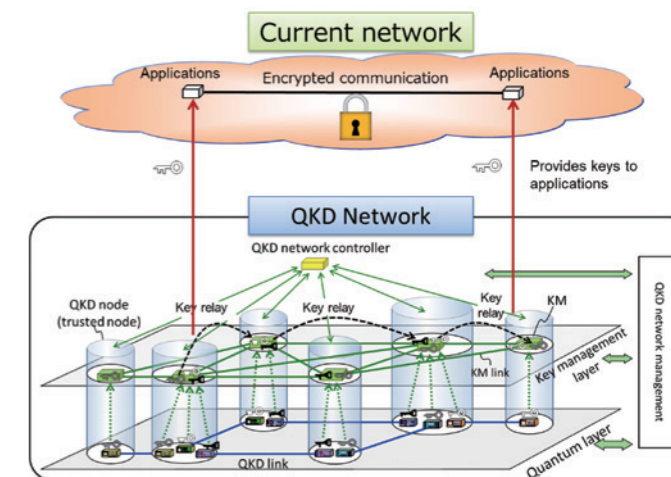 Current network
Applications
Encrypted communication
Applications
Provides keys to
applications
QKD Network
QKD network controller
QKD node
(trusted node)
Key relay
Key relay
Key
relay
KM
KM link
Key management
layer
QKD network management
QKD link
Quantum layer